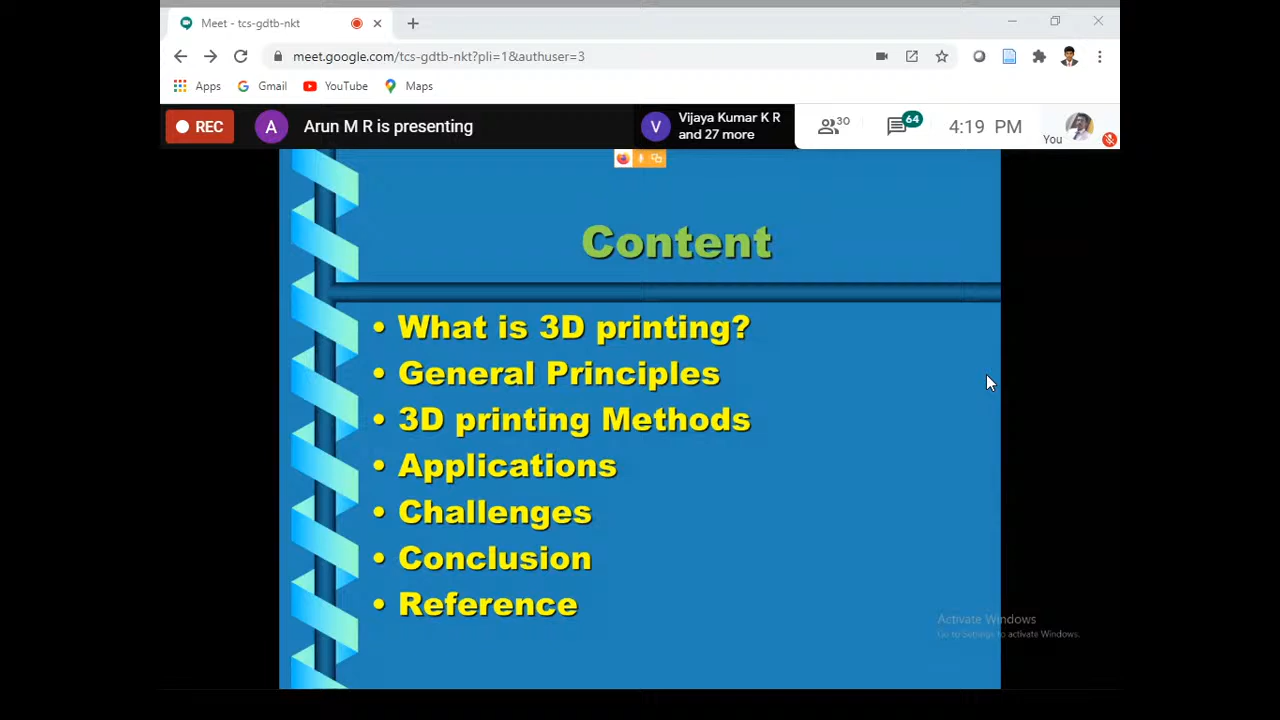 Meet - tcs-gdtb-nkt
meet.google.com/tcs-gdtb-nkt?pli=1&authuser=3
Apps Gmail YouTube Maps
REC A Arun M R is presenting V Vijaya Kumar K R and 27 more 30 64 4:19 PM You
Content
• What is 3D printing?
• General Principles
• 3D printing Methods
• Applications
• Challenges
• Conclusion
• Reference
Activate Windows
Go to Settings to activate Windows.